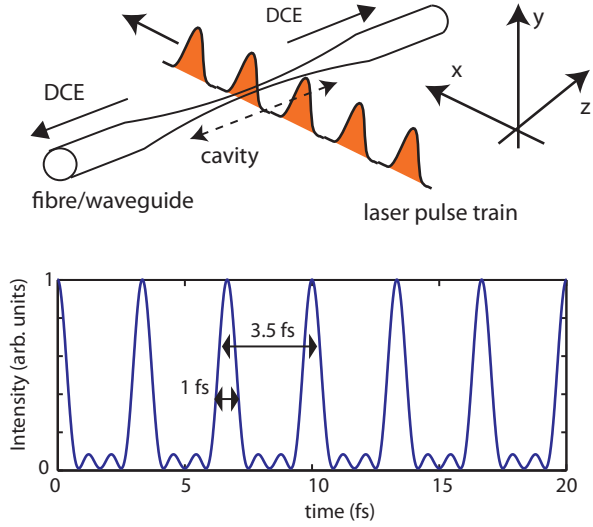 DCE
y
x
DCE
z
cavity
fibre/waveguide
laser pulse train
Intensity (arb. units)
1
3.5 fs
1 fs
0
0
5
10
15
20
time (fs)